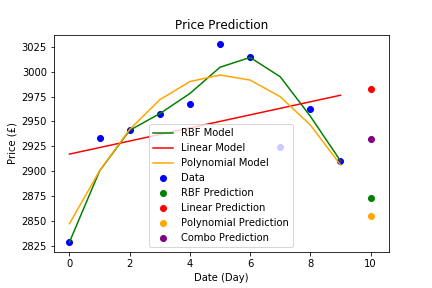 Price Prediction
3025
3000
2975
2950
2925
2900
2875
2850
2825
Price (£)
RBF Model
Linear Model
Polynomial Model
Data
RBF Prediction
Linear Prediction
Polynomial Prediction
Combo Prediction
0 2 4 6 8 10
Date (Day)